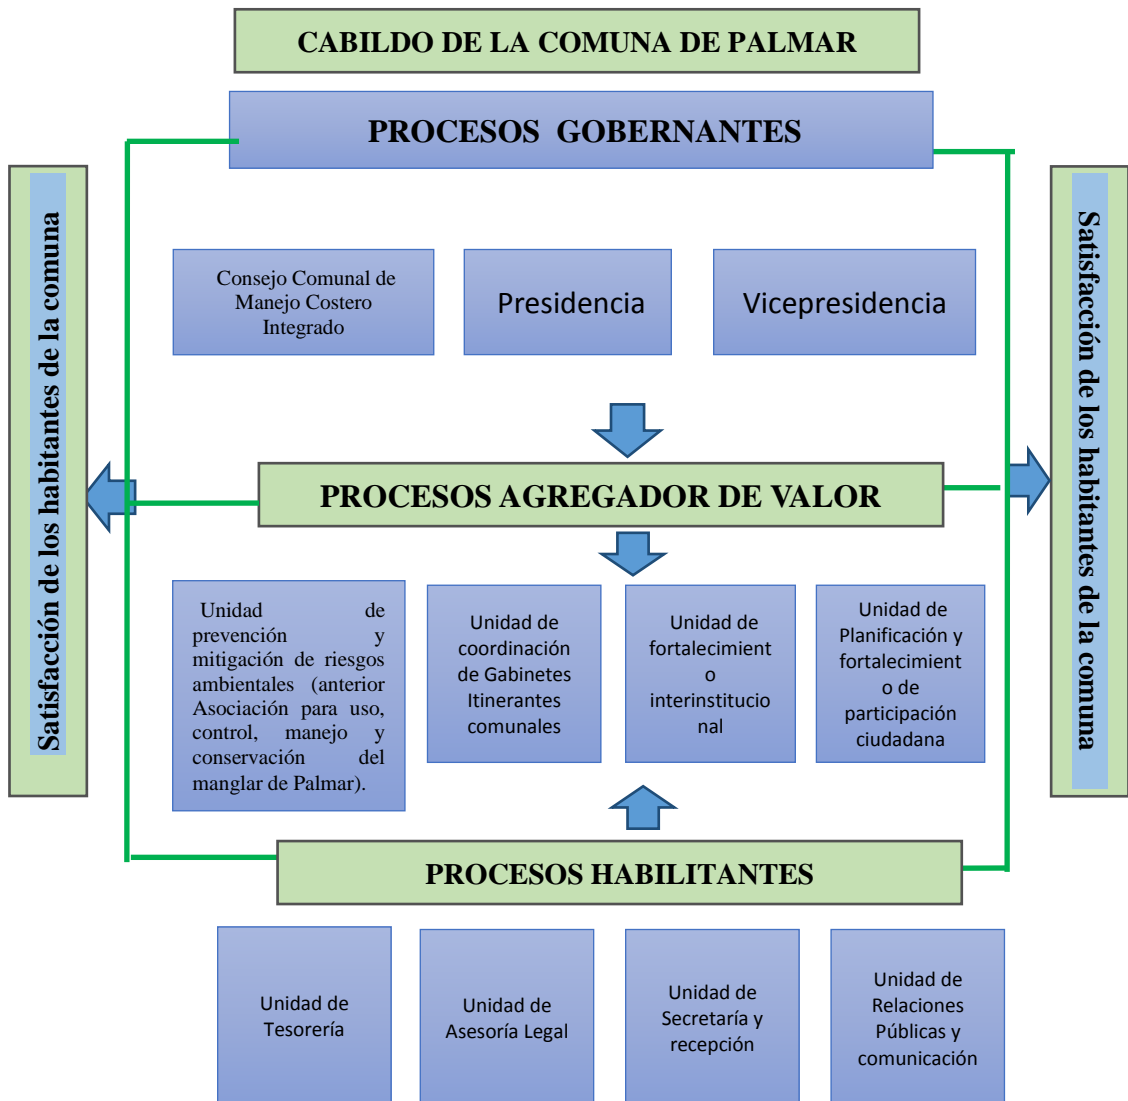 CABILDO DE LA COMUNA DE PALMAR
PROCESOS GOBERNANTES
Satisfacción de los habitantes de la comuna
Satisfacción de los habitantes de la comuna
Consejo Comunal de
Manejo Costero
Integrado
Presidencia
Vicepresidencia
PROCESOS AGREGADOR DE VALOR
Unidad de
prevención y
mitigación de riesgos
ambientales (anterior
Asociación para uso,
control, manejo y
conservación del
manglar de Palmar).
Unidad de
coordinación
de Gabinetes
Itinerantes
comunales
Unidad de
fortalecimient
o
interinstitucio
nal
Unidad de
Planificación y
fortalecimient
o de
participación
ciudadana
PROCESOS HABILITANTES
Unidad de
Tesorería
Unidad de
Asesoría Legal
Unidad de
Secretaría y
recepción
Unidad de
Relaciones
Públicas y
comunicación